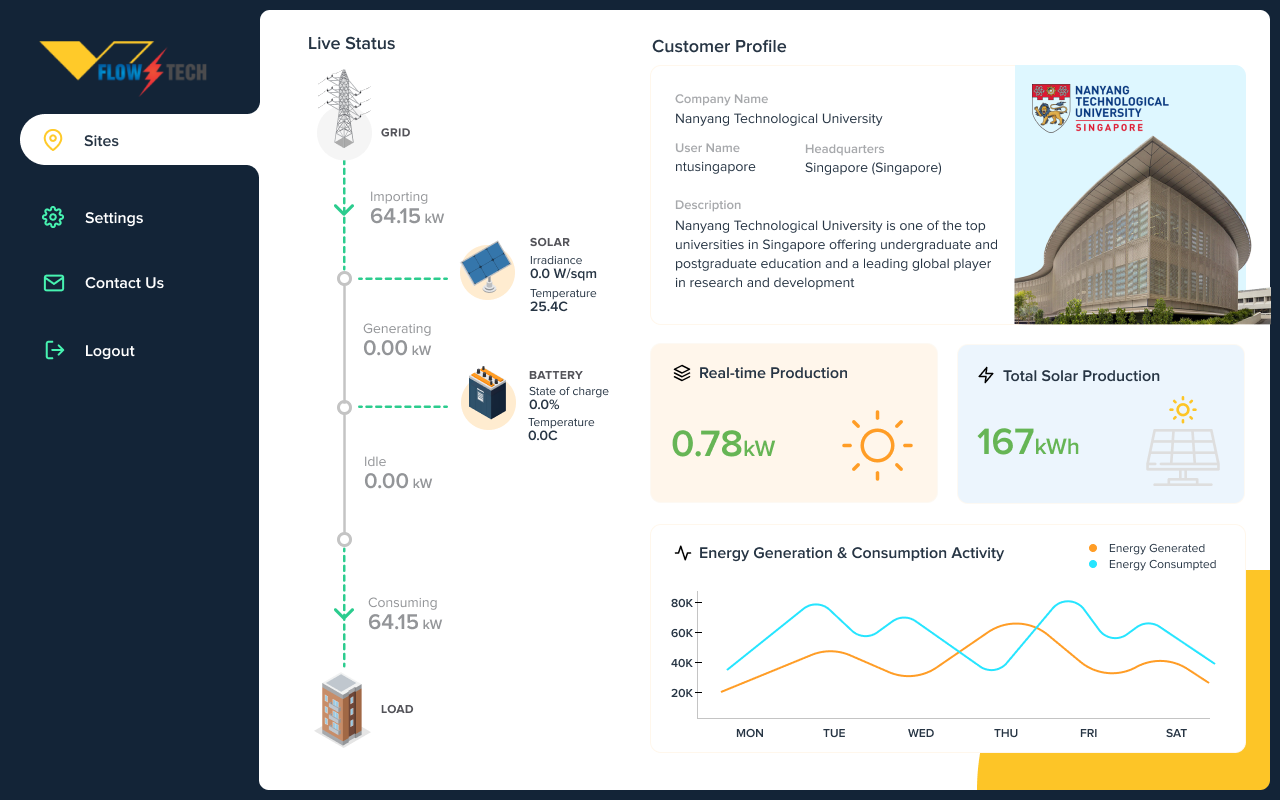 FLOW TECH
Sites
Settings
Contact Us
Logout
Live Status
GRID
Importing
64.15 kW
SOLAR
Irradiance
0.0 W/sqm
Temperature
25.4C
Generating
0.00 kW
BATTERY
State of charge
0.0%
Temperature
0.0C
Idle
0.00 kW
Consuming
64.15 kW
LOAD
Customer Profile
Company Name
Nanyang Technological University
User Name
ntusingapore
Headquarters
Singapore (Singapore)
Description
Nanyang Technological University is one of the top
universities in Singapore offering undergraduate and
postgraduate education and a leading global player
in research and development
NANYANG
TECHNOLOGICAL
UNIVERSITY
SINGAPORE
Real-time Production
0.78kW
Total Solar Production
167kWh
Energy Generation & Consumption Activity
Energy Generated
Energy Consumpted
80K
60K
40K
20K
MON TUE WED THU FRI SAT